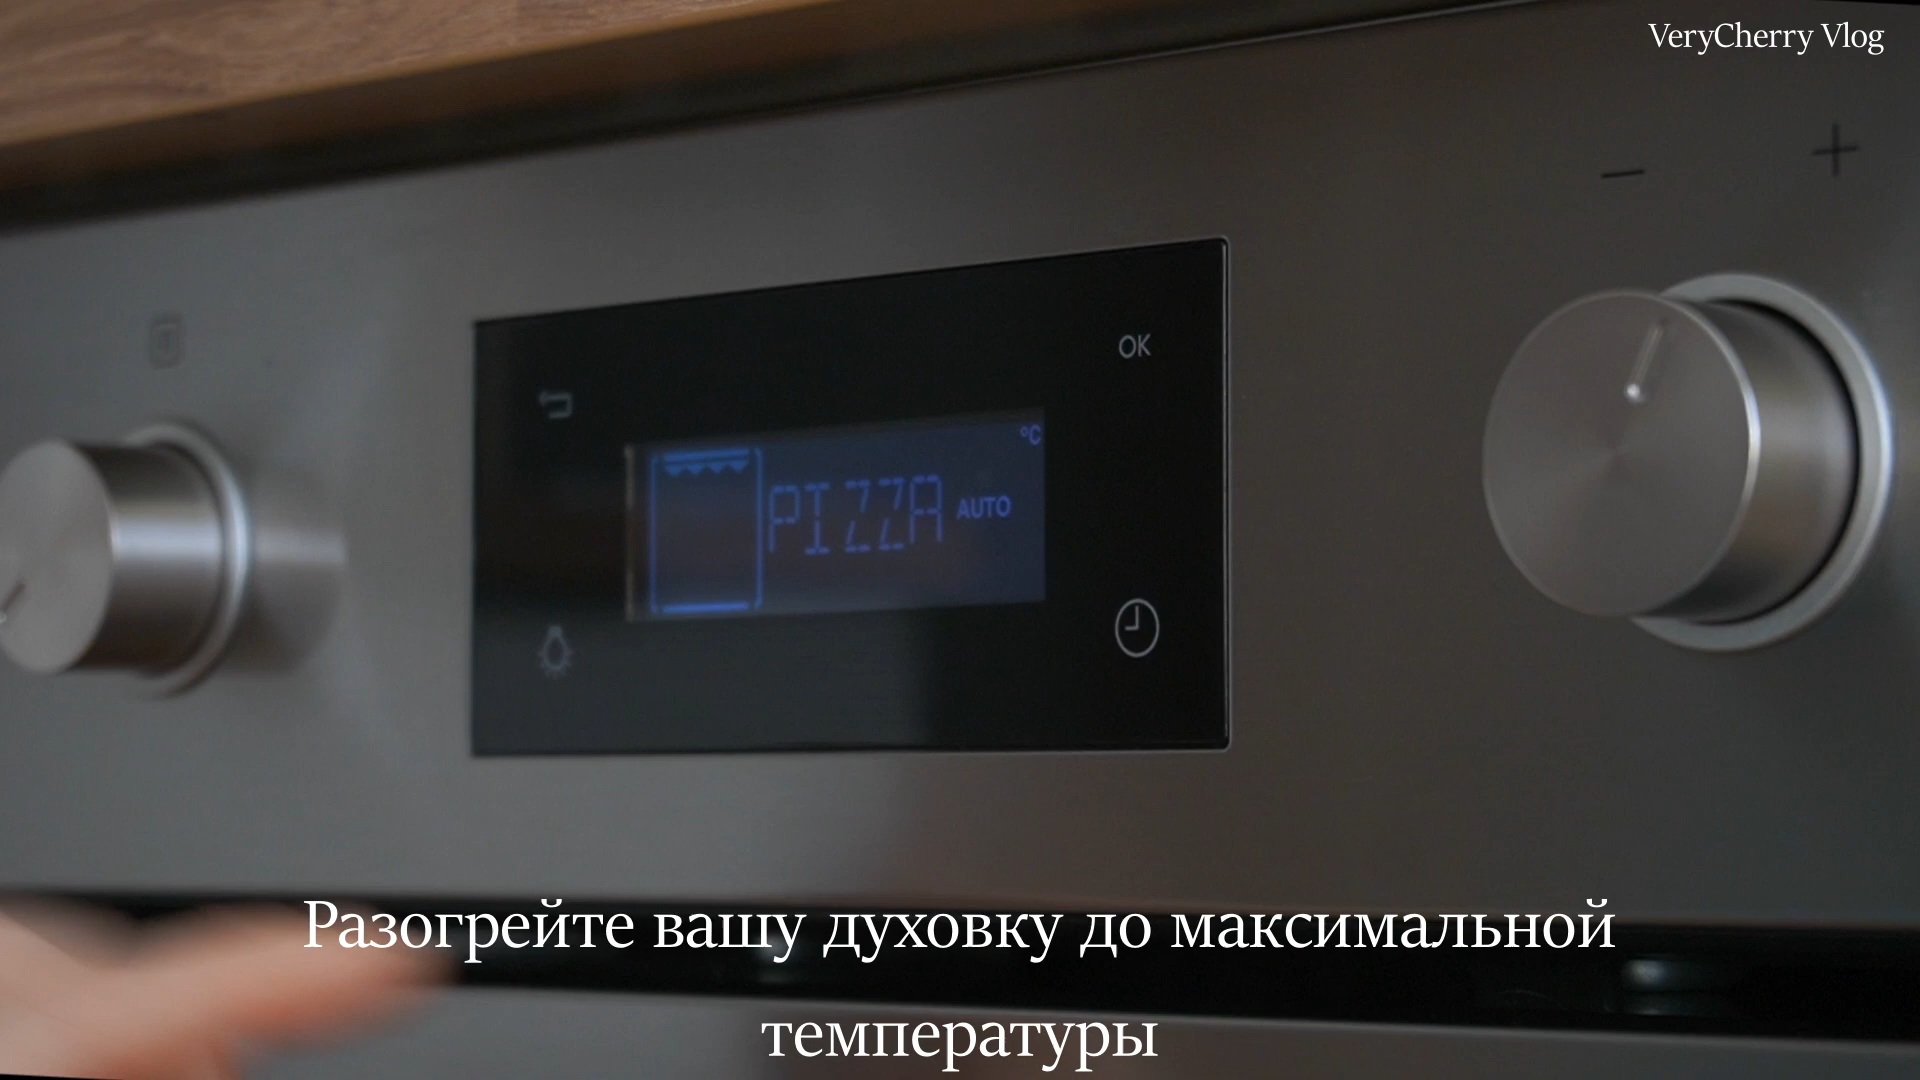 VeryCherry Vlog
OK
°C
PIZZA AUTO
Разогрейте вашу духовку до максимальной
температуры